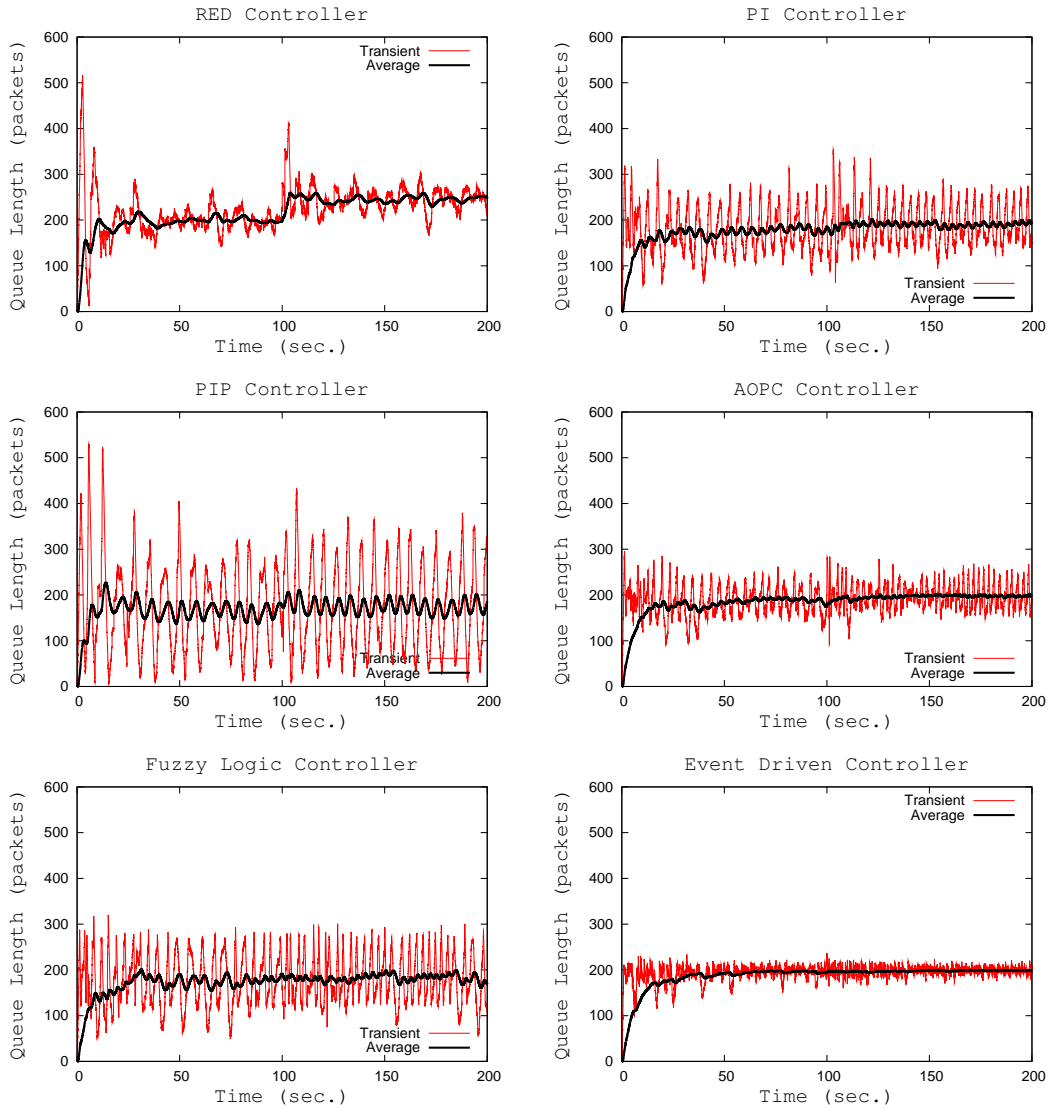 RED Controller
600
500
400
300
200
100
0
0 50 100 150 200
Queue Length (packets)
Time (sec.)
Transient
Average
PI Controller
600
500
400
300
200
100
0
0 50 100 150 200
Queue Length (packets)
Time (sec.)
Transient
Average
PIP Controller
600
500
400
300
200
100
0
0 50 100 150 200
Queue Length (packets)
Time (sec.)
Transient
Average
AOPC Controller
600
500
400
300
200
100
0
0 50 100 150 200
Queue Length (packets)
Time (sec.)
Transient
Average
Fuzzy Logic Controller
600
500
400
300
200
100
0
0 50 100 150 200
Queue Length (packets)
Time (sec.)
Transient
Average
Event Driven Controller
600
500
400
300
200
100
0
0 50 100 150 200
Queue Length (packets)
Time (sec.)
Transient
Average